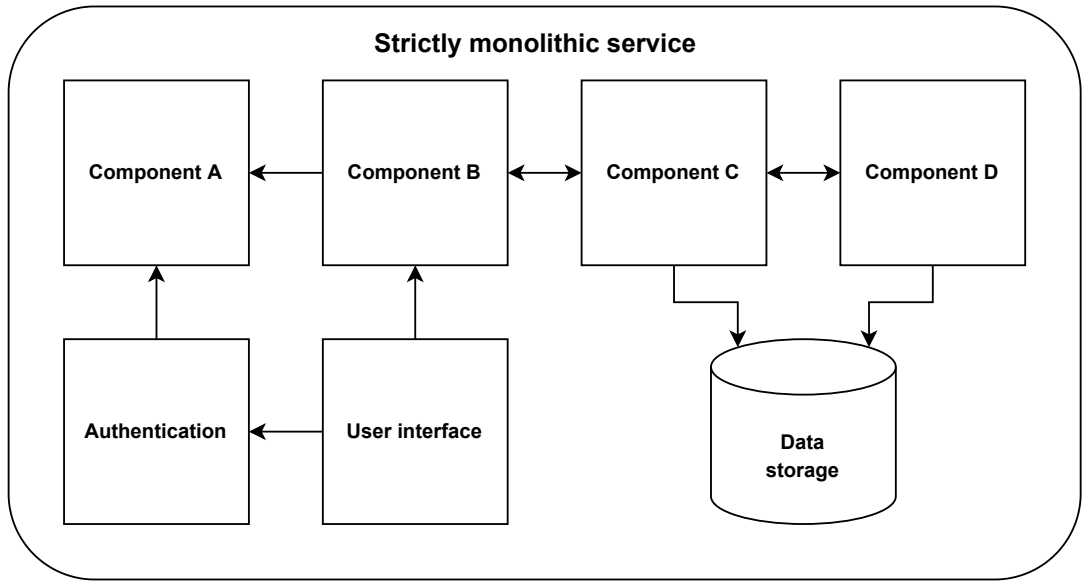 Strictly monolithic service
Component A
Component B
Component C
Component D
Authentication
User interface
Data
storage